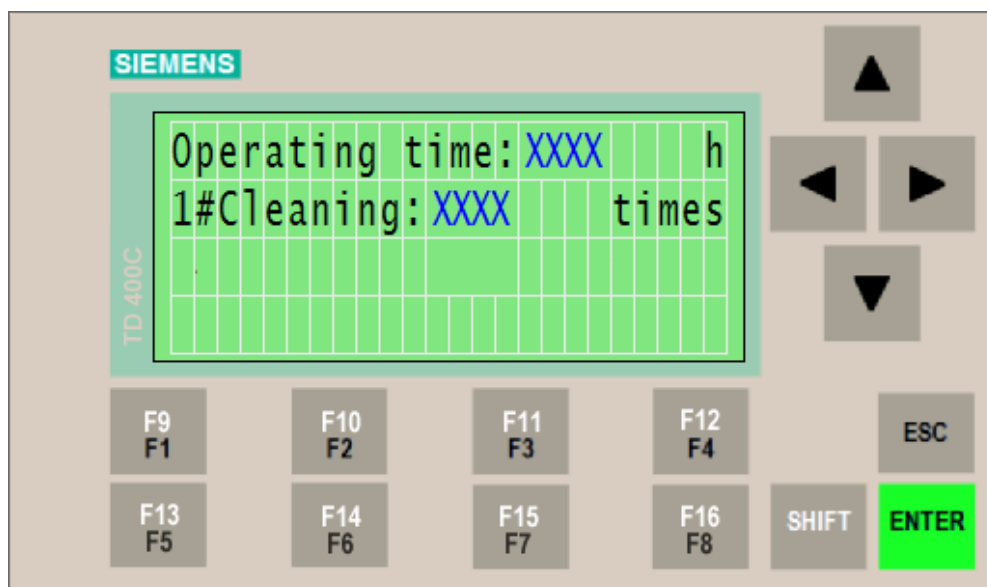 SIEMENS
Operating time:XXXX h
1#Cleaning:XXXX times
TD 400C
F9 F10 F11 F12
F1 F2 F3 F4 ESC
F13 F14 F15 F16
F5 F6 F7 F8 SHIFT ENTER